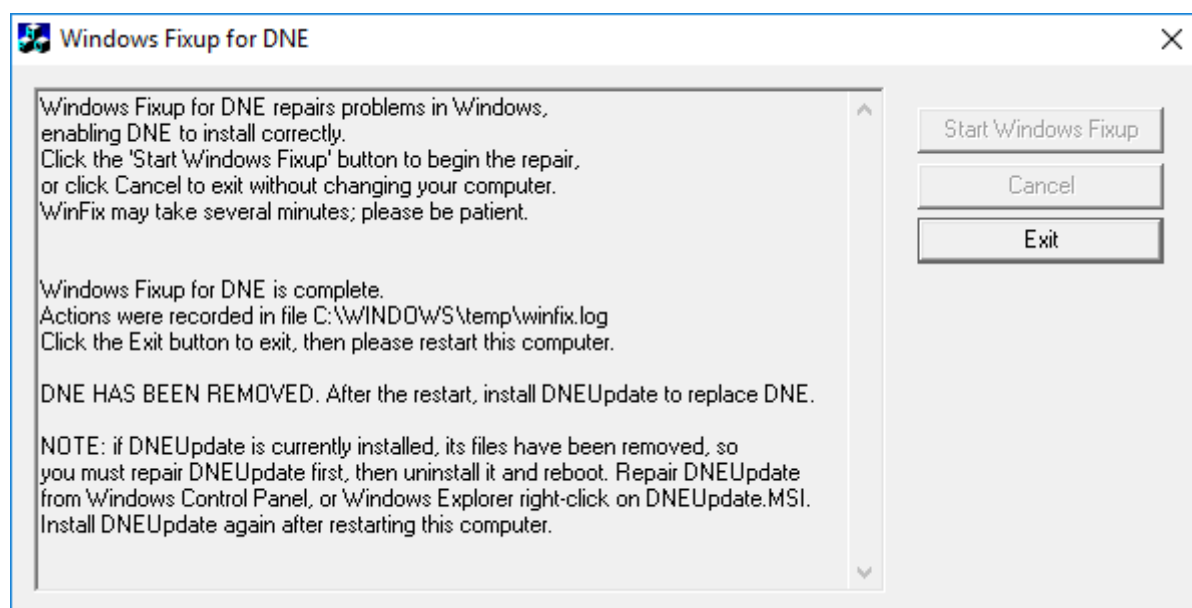 Windows Fixup for DNE
Windows Fixup for DNE repairs problems in Windows,
enabling DNE to install correctly.
Click the 'Start Windows Fixup' button to begin the repair,
or click Cancel to exit without changing your computer.
WinFix may take several minutes; please be patient.
Windows Fixup for DNE is complete.
Actions were recorded in file C:\WINDOWS\temp\winfix.log
Click the Exit button to exit, then please restart this computer.
DNE HAS BEEN REMOVED. After the restart, install DNEUpdate to replace DNE.
NOTE: if DNEUpdate is currently installed, its files have been removed, so
you must repair DNEUpdate first, then uninstall it and reboot. Repair DNEUpdate
from Windows Control Panel, or Windows Explorer right-click on DNEUpdate.MSI.
Install DNEUpdate again after restarting this computer.
Start Windows Fixup
Cancel
Exit